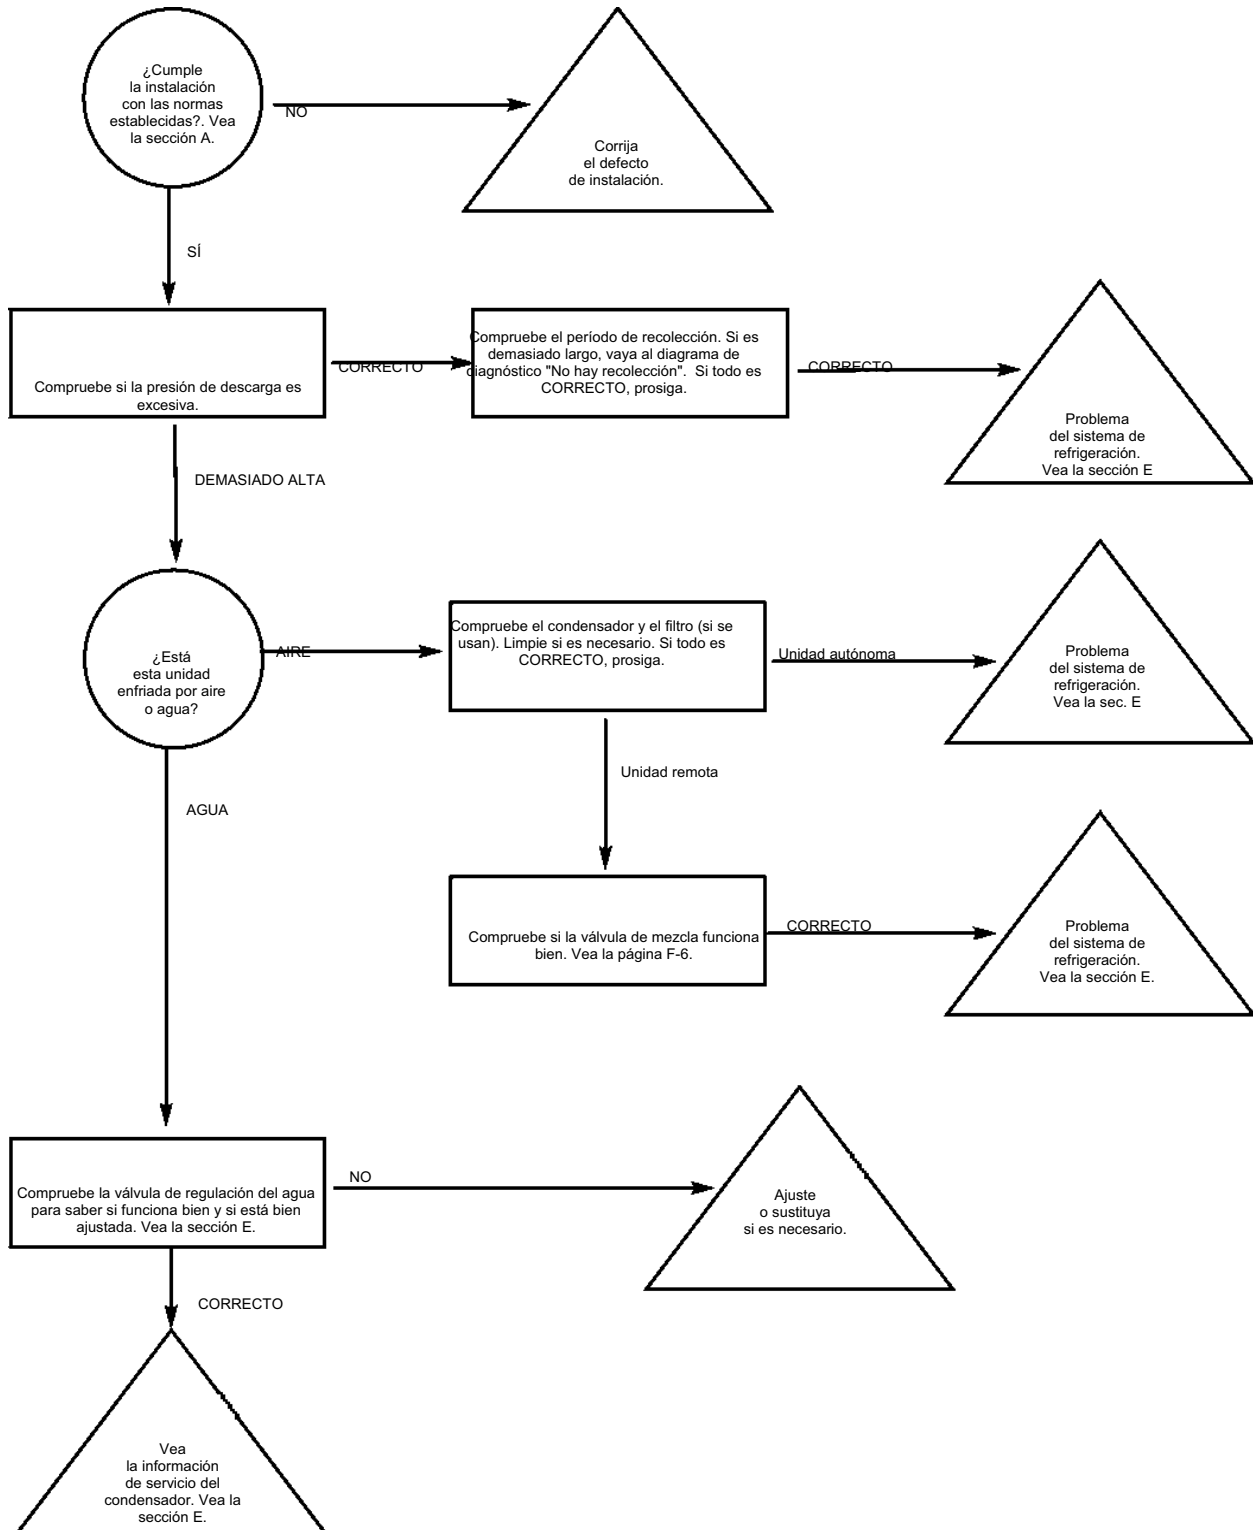 ¿Cumple
la instalación
con las normas
establecidas?. Vea
la sección A.
NO
Corrija
el defecto
de instalación.
SÍ
Compruebe si la presión de descarga es
excesiva.
CORRECTO
Compruebe el período de recolección. Si es
demasiado largo, vaya al diagrama de
diagnóstico "No hay recolección".  Si todo es
CORRECTO, prosiga.
CORRECTO
Problema
del sistema de
refrigeración.
Vea la sección E
DEMASIADO ALTA
¿Está
esta unidad
enfriada por aire
o agua?
AIRE
Compruebe el condensador y el filtro (si se
usan). Limpie si es necesario. Si todo es
CORRECTO, prosiga.
Unidad autónoma
Problema
del sistema de
refrigeración.
Vea la sec. E
Unidad remota
AGUA
Compruebe si la válvula de mezcla funciona
bien. Vea la página F-6.
CORRECTO
Problema
del sistema de
refrigeración.
Vea la sección E.
Compruebe la válvula de regulación del agua
para saber si funciona bien y si está bien
ajustada. Vea la sección E.
NO
Ajuste
o sustituya
si es necesario.
CORRECTO
Vea
la información
de servicio del
condensador. Vea la
sección E.